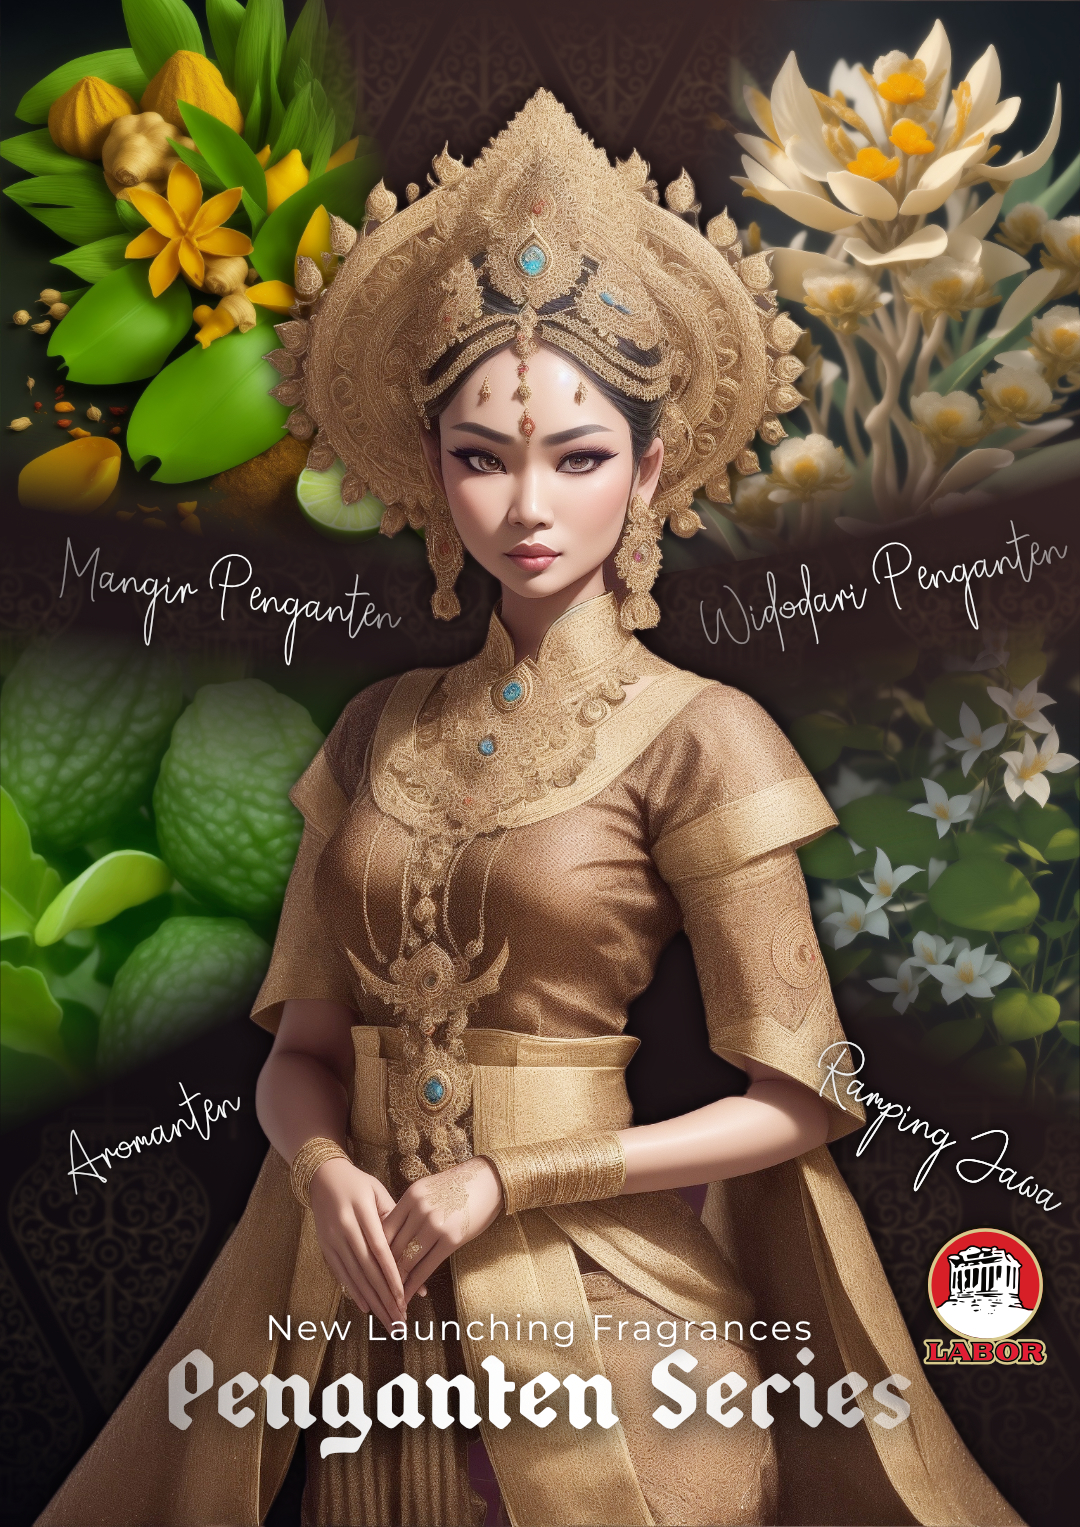 Mangir Penganten
Widodari Penganten
Aromanten
Ramping Jawa
LABOR
New Launching Fragrances
Penganten Series